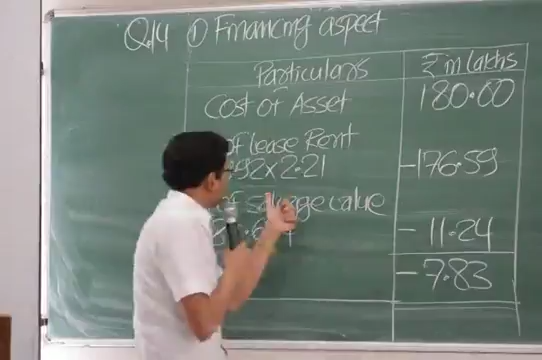 Q.14 ① Financing aspect
Particulars ₹ in lakhs
Cost of Asset 180.00
of Lease Rent
92×2.21 -176.59
of salvage value
- 11.24
- 7.83